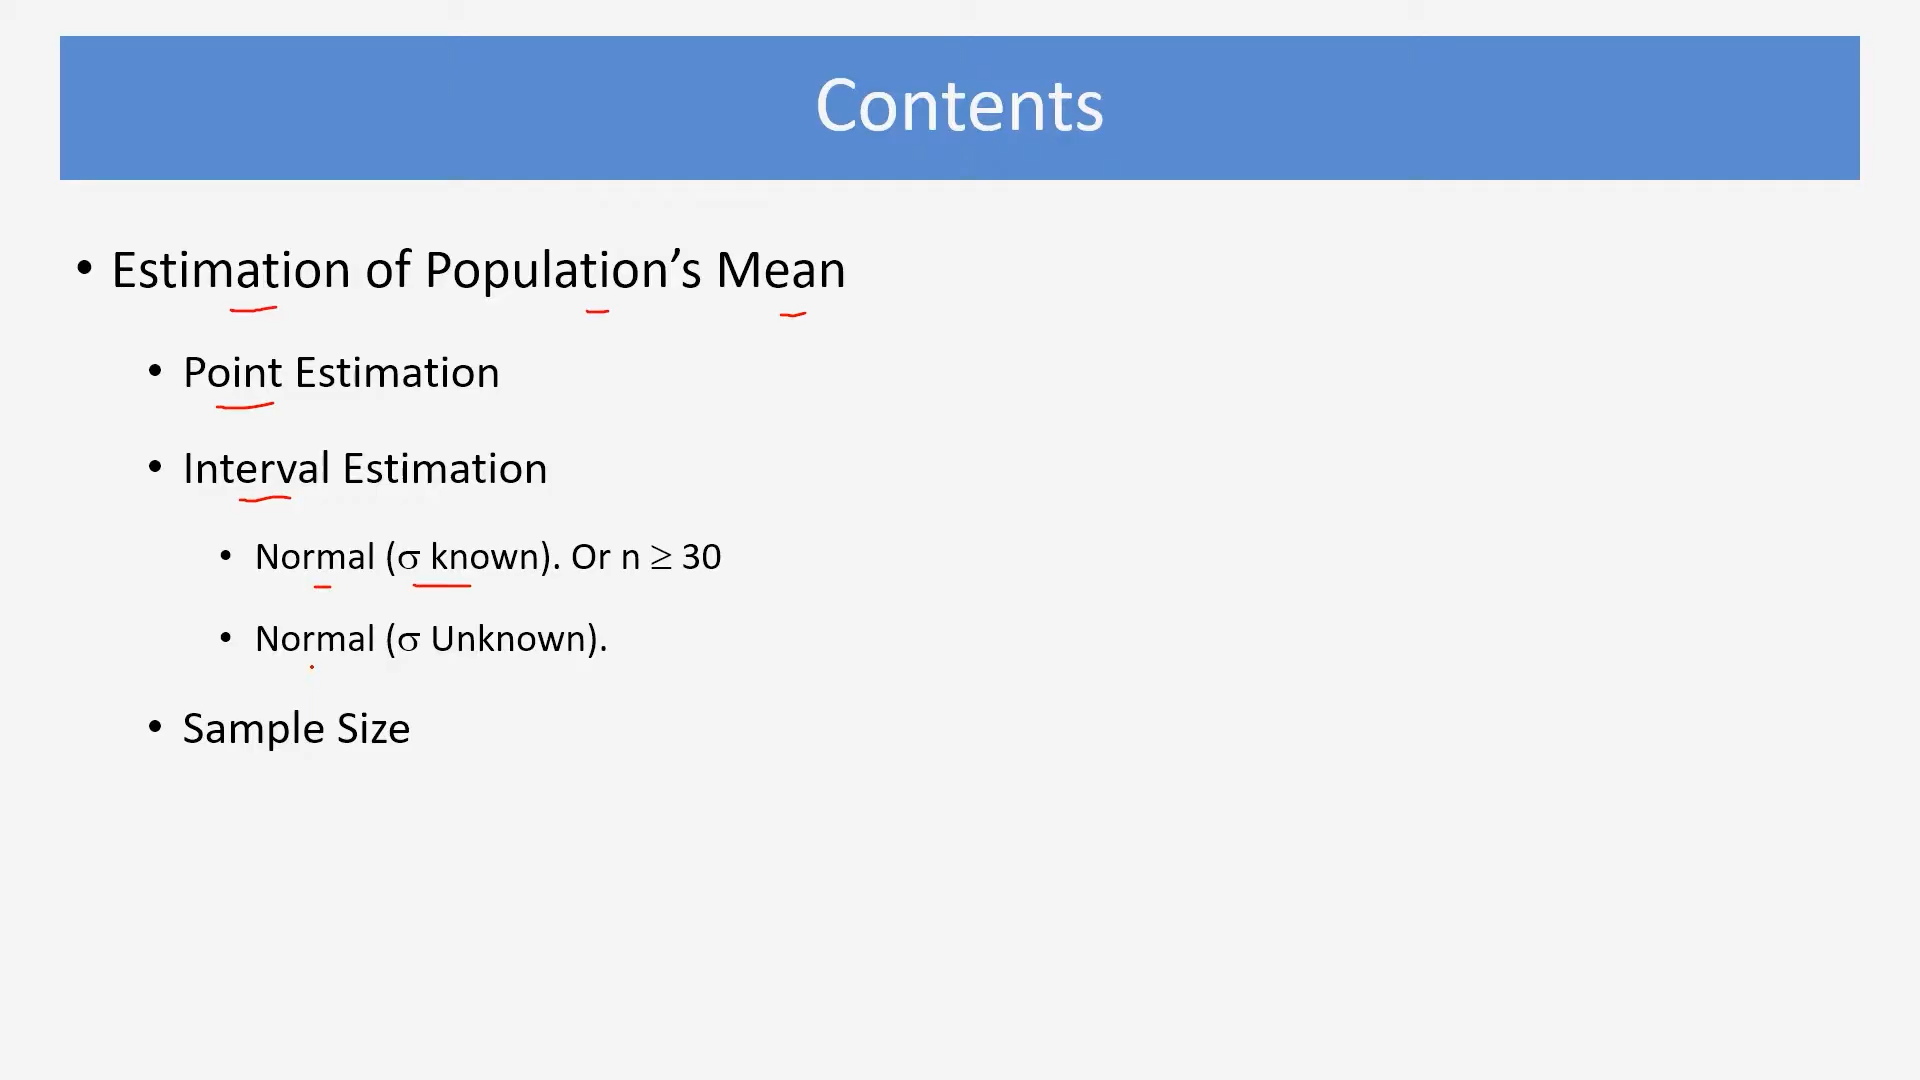 Contents
• Estimation of Population’s Mean
• Point Estimation
• Interval Estimation
• Normal (σ known). Or n ≥ 30
• Normal (σ Unknown).
• Sample Size